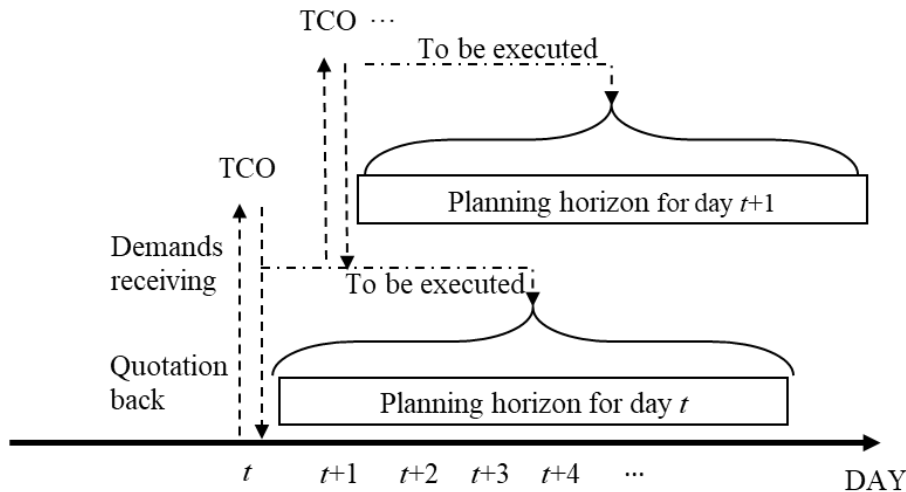 TCO ...
To be executed
TCO
Planning horizon for day t+1
Demands
receiving
To be executed
Quotation
back
Planning horizon for day t
t t+1 t+2 t+3 t+4 ...
DAY